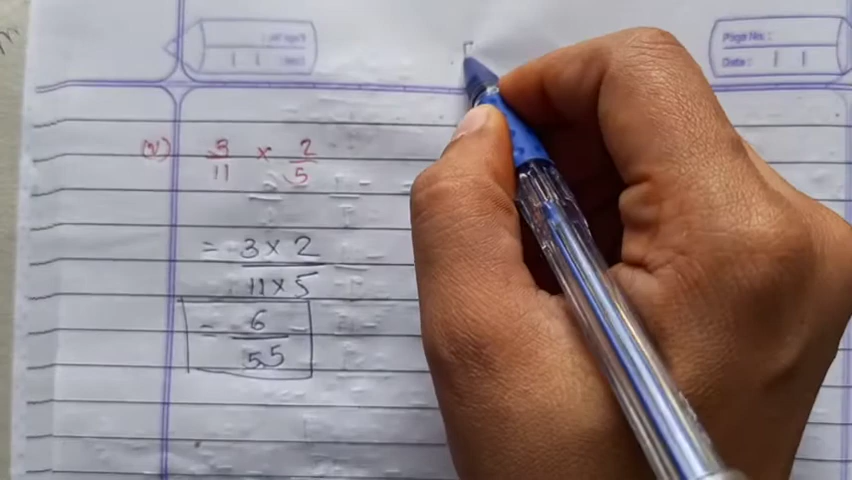 Page No:
Date:
(v) 3/11 × 2/5
= 3 × 2 / 11 × 5
= 6/55